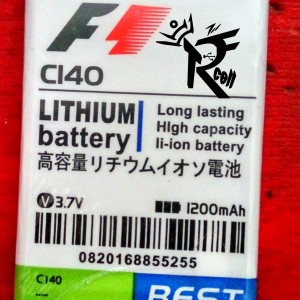 F1
R cell
C140
LITHIUM
battery
Long lasting
HIgh capacity
li-ion battery
高容量リチウムイオソ電池
V 3.7V
1200mAh
0820168855255
C140
BEST